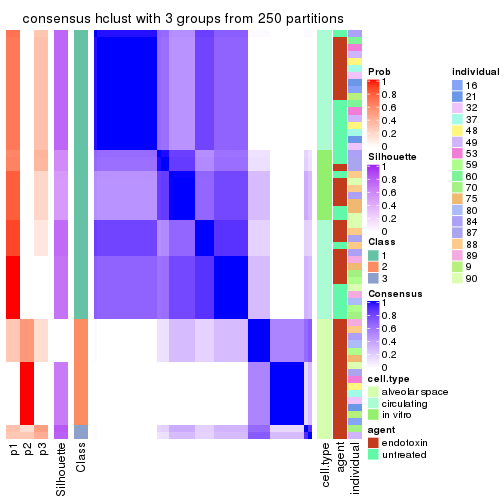 consensus hclust with 3 groups from 250 partitions
Prob
1
0.8
0.6
0.4
0.2
0
Silhouette
1
0.8
0.6
0.4
0.2
0
Class
1
2
3
Consensus
1
0.8
0.6
0.4
0.2
0
cell.type
alveolar space
circulating
in vitro
agent
endotoxin
untreated
Individual
16
21
32
37
48
49
53
59
60
70
75
80
84
87
88
89
9
90
p1
p2
p3
Silhouette
Class
cell.type
agent
individual